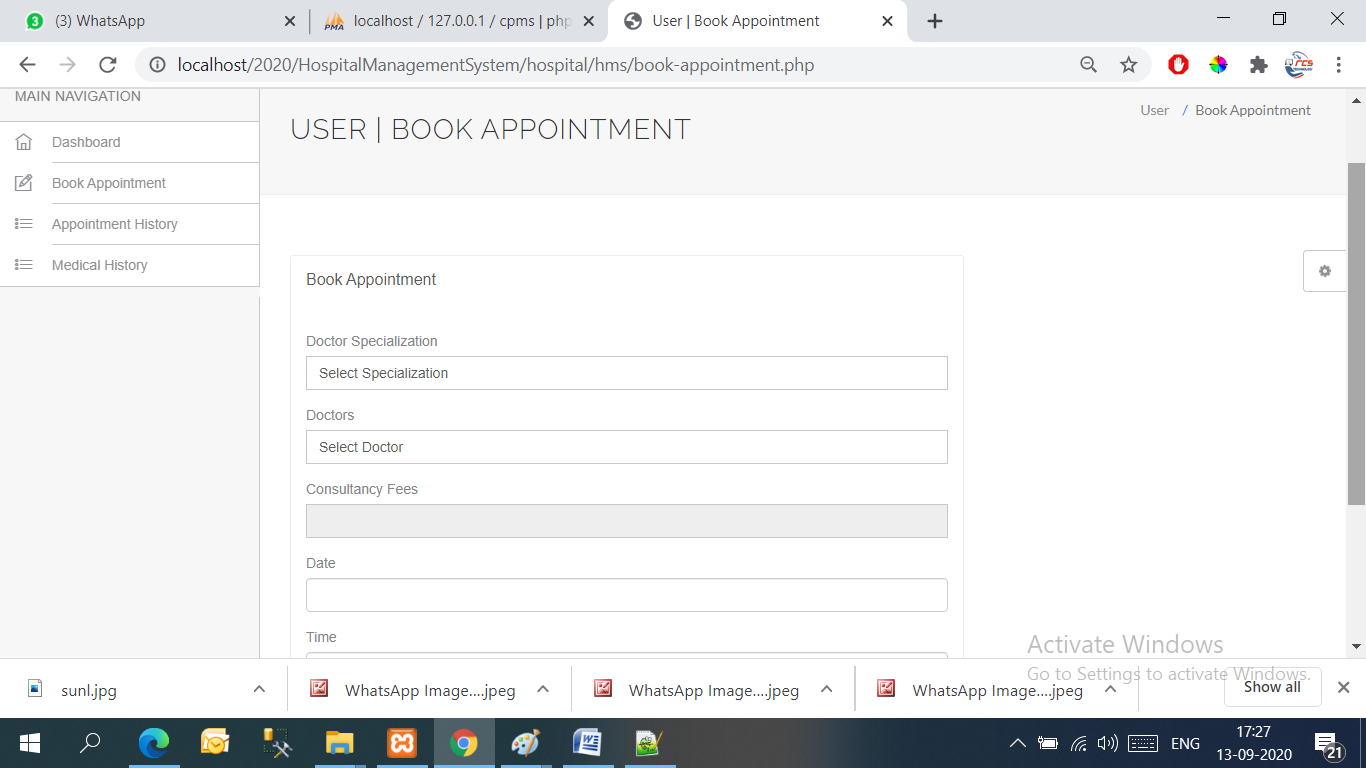 3 (3) WhatsApp
PMA localhost / 127.0.0.1 / cpms | php
User | Book Appointment
localhost/2020/HospitalManagementSystem/hospital/hms/book-appointment.php
rcs
MAIN NAVIGATION
Dashboard
Book Appointment
Appointment History
Medical History
USER | BOOK APPOINTMENT
User / Book Appointment
Book Appointment
Doctor Specialization
Select Specialization
Doctors
Select Doctor
Consultancy Fees
Date
Time
Activate Windows
Go to Settings to activate Windows.
sunl.jpg
WhatsApp Image....jpeg
WhatsApp Image....jpeg
WhatsApp Image....jpeg
Show all
ENG
17:27
13-09-2020
21